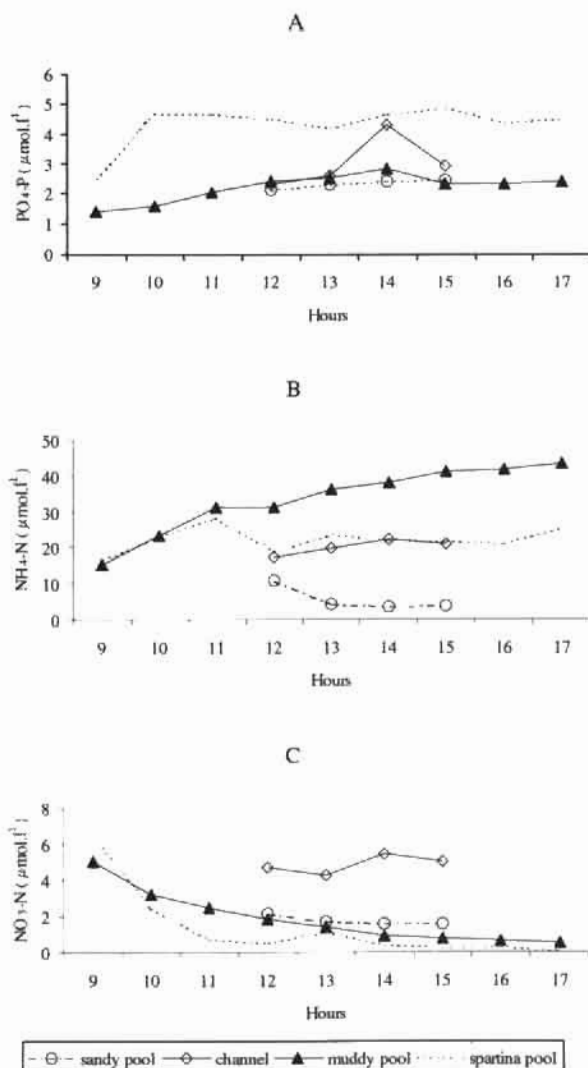 A
PO4-P ( µmol.l¹)
6
5
4
3
2
1
0
9 10 11 12 13 14 15 16 17
Hours
B
NH4-N ( µmol.l¹)
50
40
30
20
10
0
9 10 11 12 13 14 15 16 17
Hours
C
NO3-N ( µmol.l¹)
8
6
4
2
0
9 10 11 12 13 14 15 16 17
Hours
sandy pool channel muddy pool spartina pool